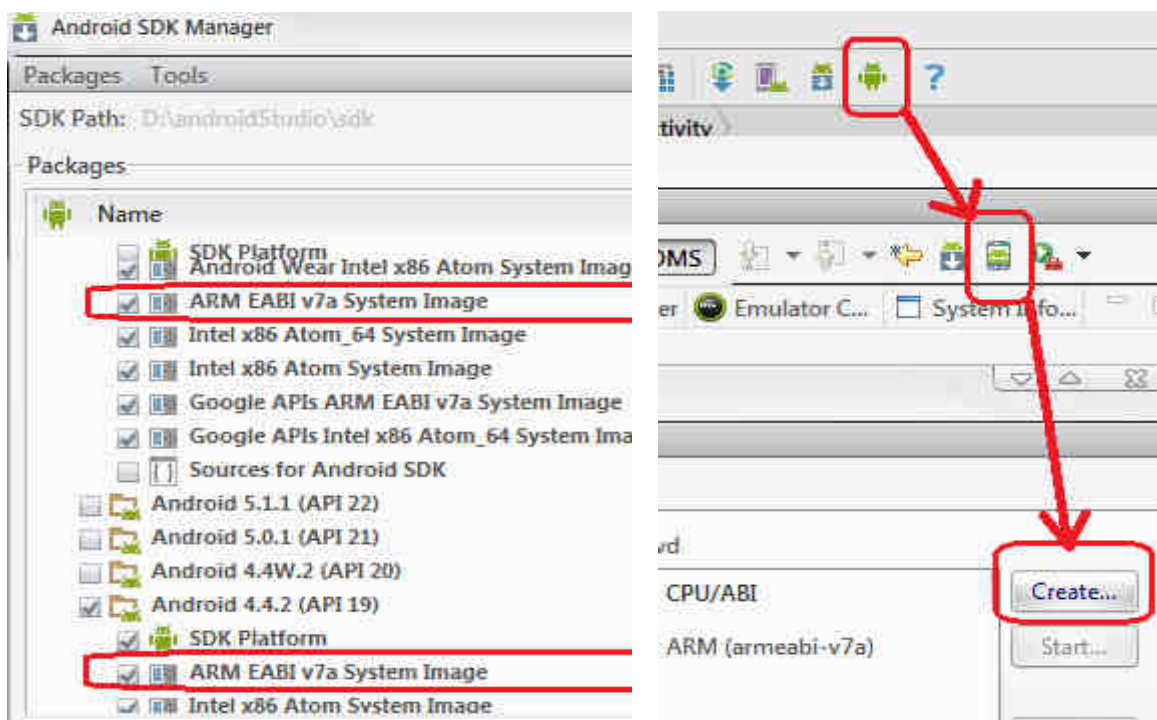 Android SDK Manager
Packages Tools
SDK Path: D:\androidStudio\sdk
Packages
Name
SDK Platform
Android Wear Intel x86 Atom System Imag
ARM EABI v7a System Image
Intel x86 Atom_64 System Image
Intel x86 Atom System Image
Google APIs ARM EABI v7a System Image
Google APIs Intel x86 Atom_64 System Ima
Sources for Android SDK
Android 5.1.1 (API 22)
Android 5.0.1 (API 21)
Android 4.4W.2 (API 20)
Android 4.4.2 (API 19)
SDK Platform
ARM EABI v7a System Image
Intel x86 Atom System Image
?
tivity
DMS
er Emulator C... System Info...
vd
CPU/ABI Create...
ARM (armeabi-v7a) Start...